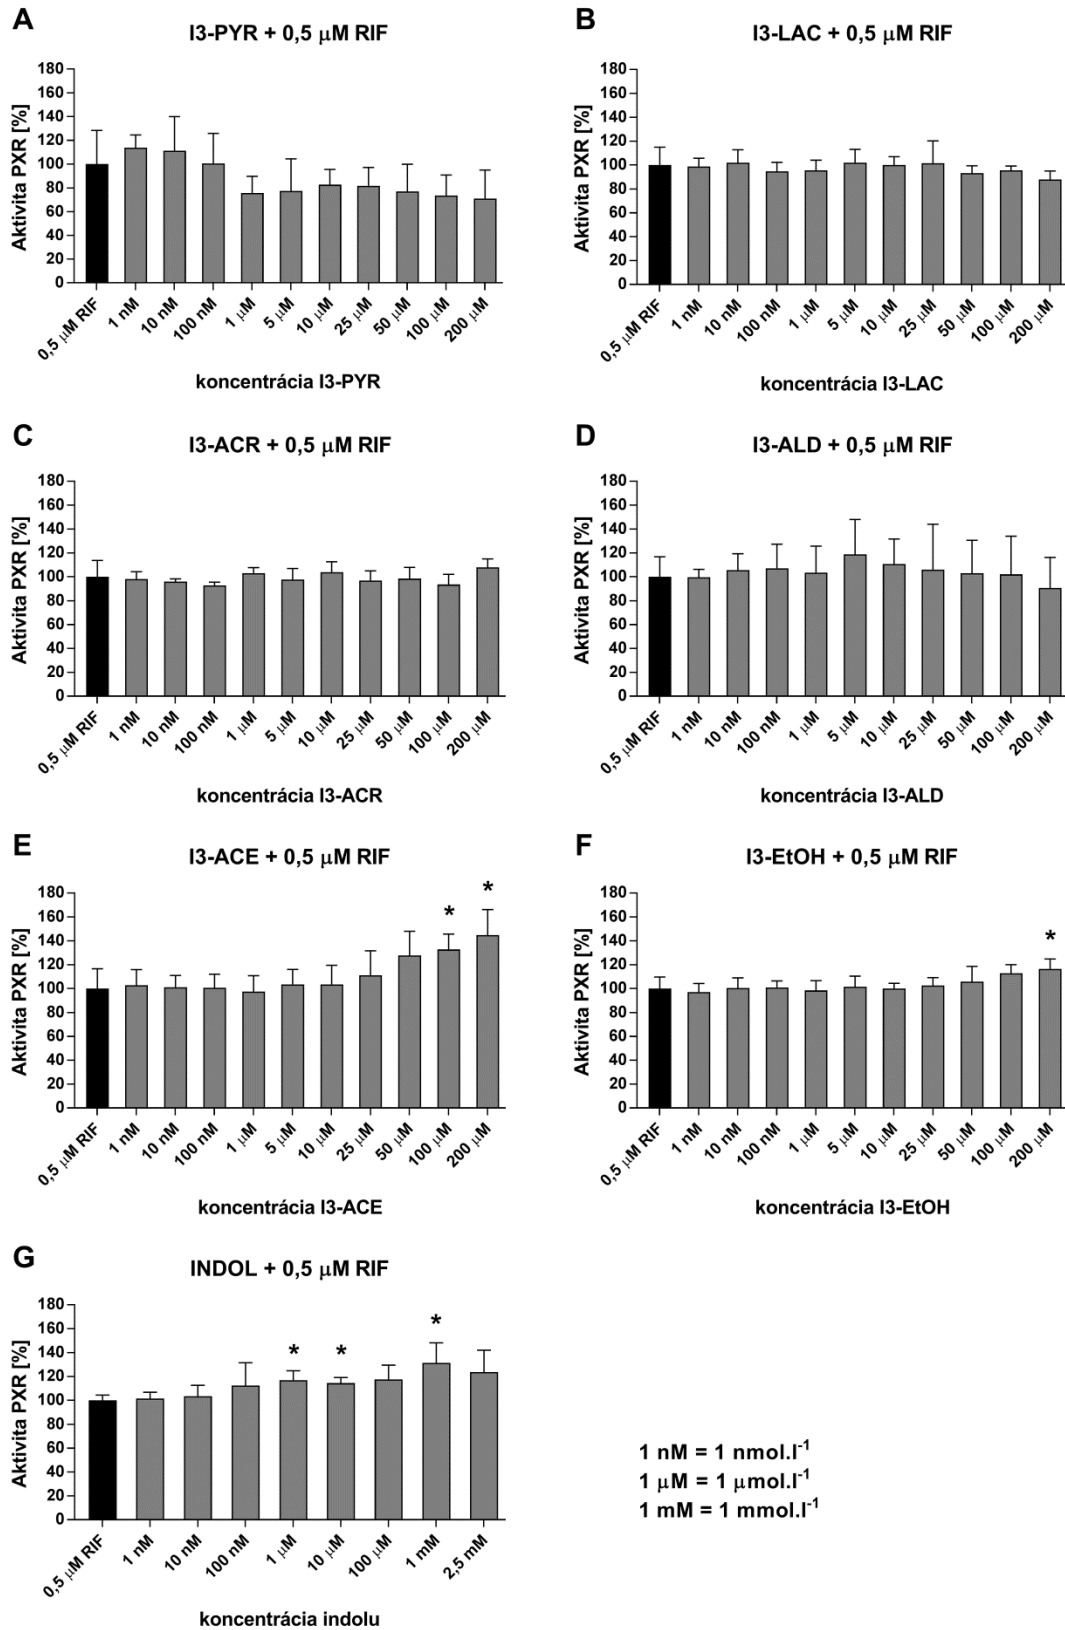 A
I3-PYR + 0,5 μM RIF
Aktivita PXR [%]
180
160
140
120
100
80
60
40
20
0
0,5 μM RIF
1 nM
10 nM
100 nM
1 μM
5 μM
10 μM
25 μM
50 μM
100 μM
200 μM
koncentrácia I3-PYR
B
I3-LAC + 0,5 μM RIF
Aktivita PXR [%]
180
160
140
120
100
80
60
40
20
0
0,5 μM RIF
1 nM
10 nM
100 nM
1 μM
5 μM
10 μM
25 μM
50 μM
100 μM
200 μM
koncentrácia I3-LAC
C
I3-ACR + 0,5 μM RIF
Aktivita PXR [%]
180
160
140
120
100
80
60
40
20
0
0,5 μM RIF
1 nM
10 nM
100 nM
1 μM
5 μM
10 μM
25 μM
50 μM
100 μM
200 μM
koncentrácia I3-ACR
D
I3-ALD + 0,5 μM RIF
Aktivita PXR [%]
180
160
140
120
100
80
60
40
20
0
0,5 μM RIF
1 nM
10 nM
100 nM
1 μM
5 μM
10 μM
25 μM
50 μM
100 μM
200 μM
koncentrácia I3-ALD
E
I3-ACE + 0,5 μM RIF
Aktivita PXR [%]
180
160
140
120
100
80
60
40
20
0
*
*
0,5 μM RIF
1 nM
10 nM
100 nM
1 μM
5 μM
10 μM
25 μM
50 μM
100 μM
200 μM
koncentrácia I3-ACE
F
I3-EtOH + 0,5 μM RIF
Aktivita PXR [%]
180
160
140
120
100
80
60
40
20
0
*
0,5 μM RIF
1 nM
10 nM
100 nM
1 μM
5 μM
10 μM
25 μM
50 μM
100 μM
200 μM
koncentrácia I3-EtOH
G
INDOL + 0,5 μM RIF
Aktivita PXR [%]
180
160
140
120
100
80
60
40
20
0
*
*
*
0,5 μM RIF
1 nM
10 nM
100 nM
1 μM
10 μM
100 μM
1 mM
2,5 mM
koncentrácia indolu
1 nM = 1 nmol.l⁻¹
1 μM = 1 μmol.l⁻¹
1 mM = 1 mmol.l⁻¹